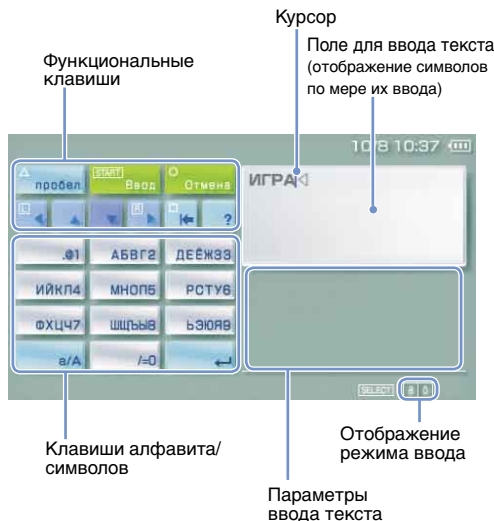 Курсор
Поле для ввода текста
(отображение символов
по мере их ввода)
Функциональные
клавиши
10/8 10:37
△ пробел START Ввод ○ Отмена
L ◀ ▲ ▼ R ▶ □ ?
ИГРА
.@1 АБВГ2 ДЕЁЖЗ3
ИЙКЛ4 МНОП5 РСТУ6
ФХЦЧ7 ШЩЪЫ8 ЬЭЮЯ9
a/A /=0 ↵
SELECT
Клавиши алфавита/
символов
Отображение
режима ввода
Параметры
ввода текста